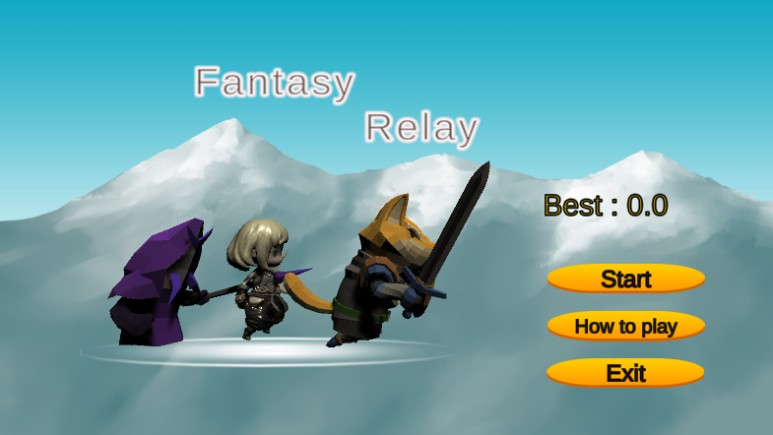 Fantasy
Relay
Best : 0.0
Start
How to play
Exit